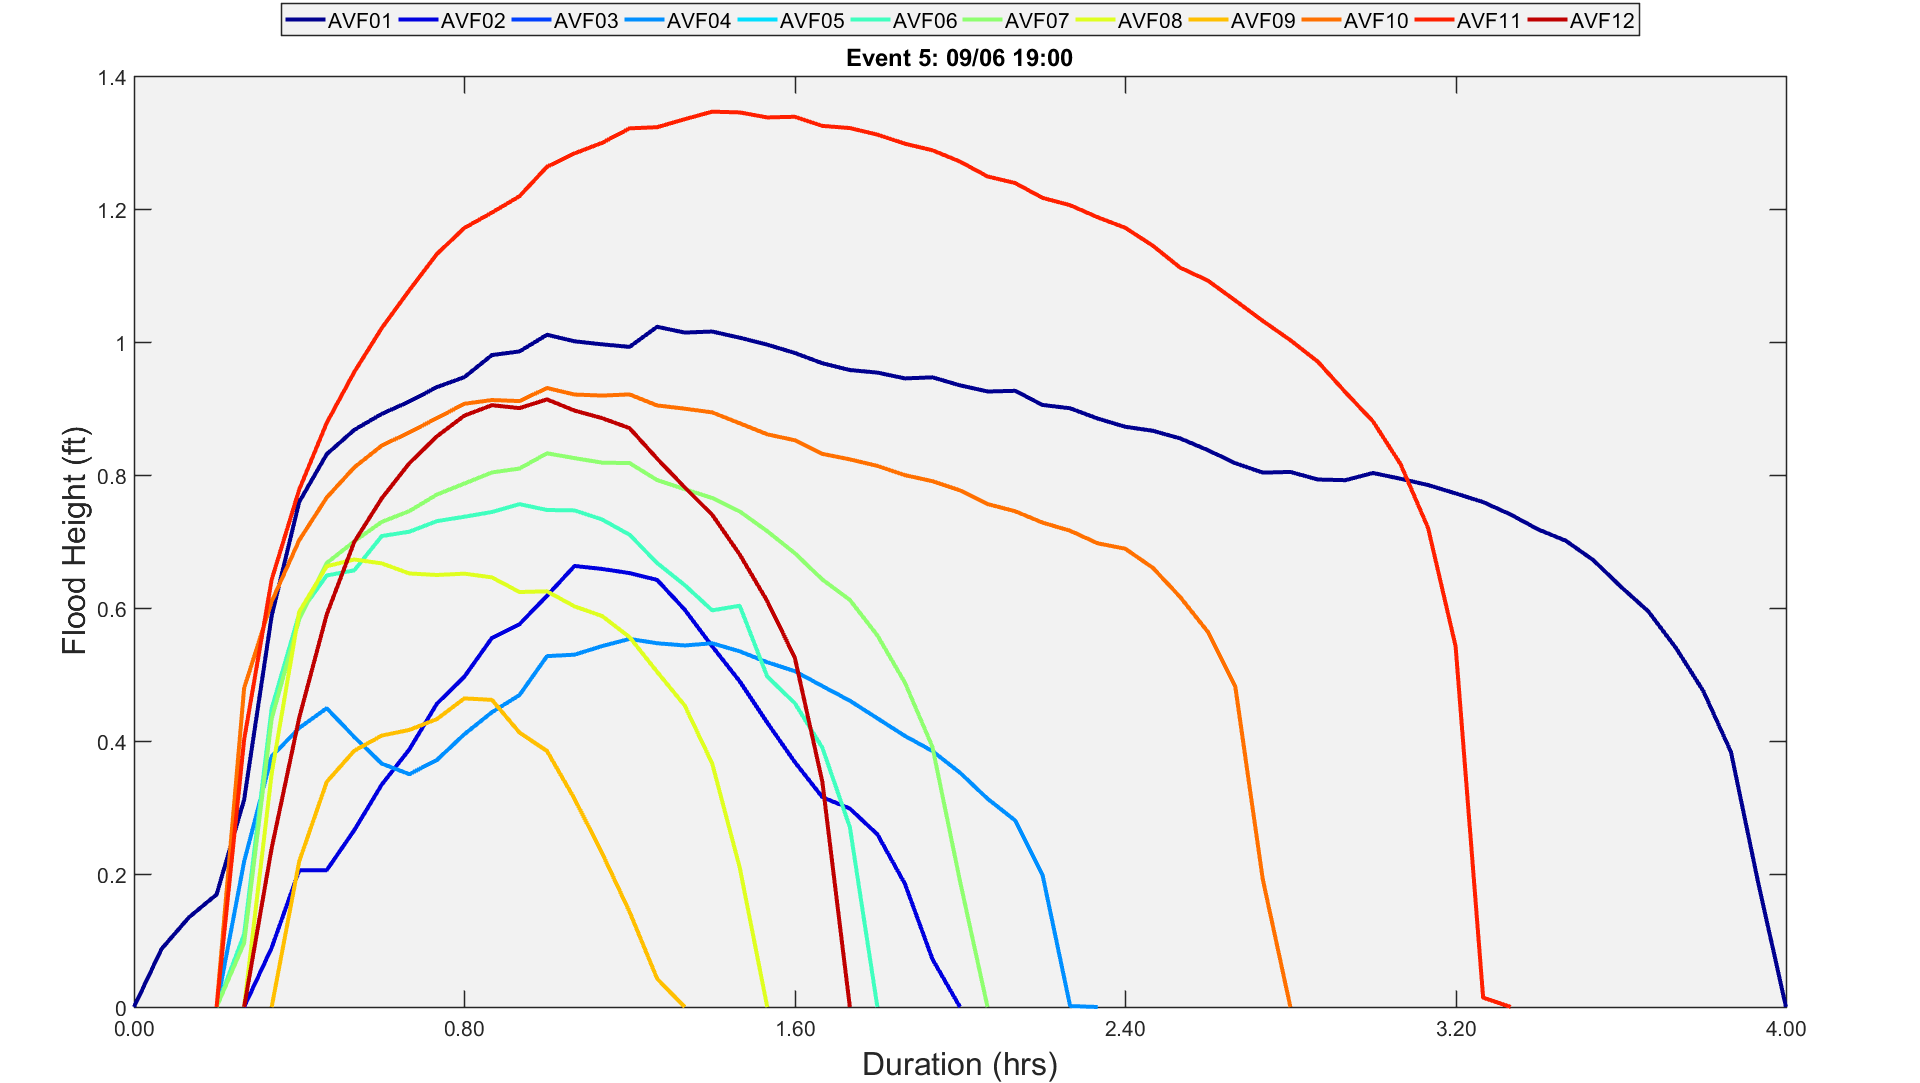 AVF01 AVF02 AVF03 AVF04 AVF05 AVF06 AVF07 AVF08 AVF09 AVF10 AVF11 AVF12
Event 5: 09/06 19:00
1.4
1.2
1
0.8
0.6
0.4
0.2
0
Flood Height (ft)
0.00 0.80 1.60 2.40 3.20 4.00
Duration (hrs)